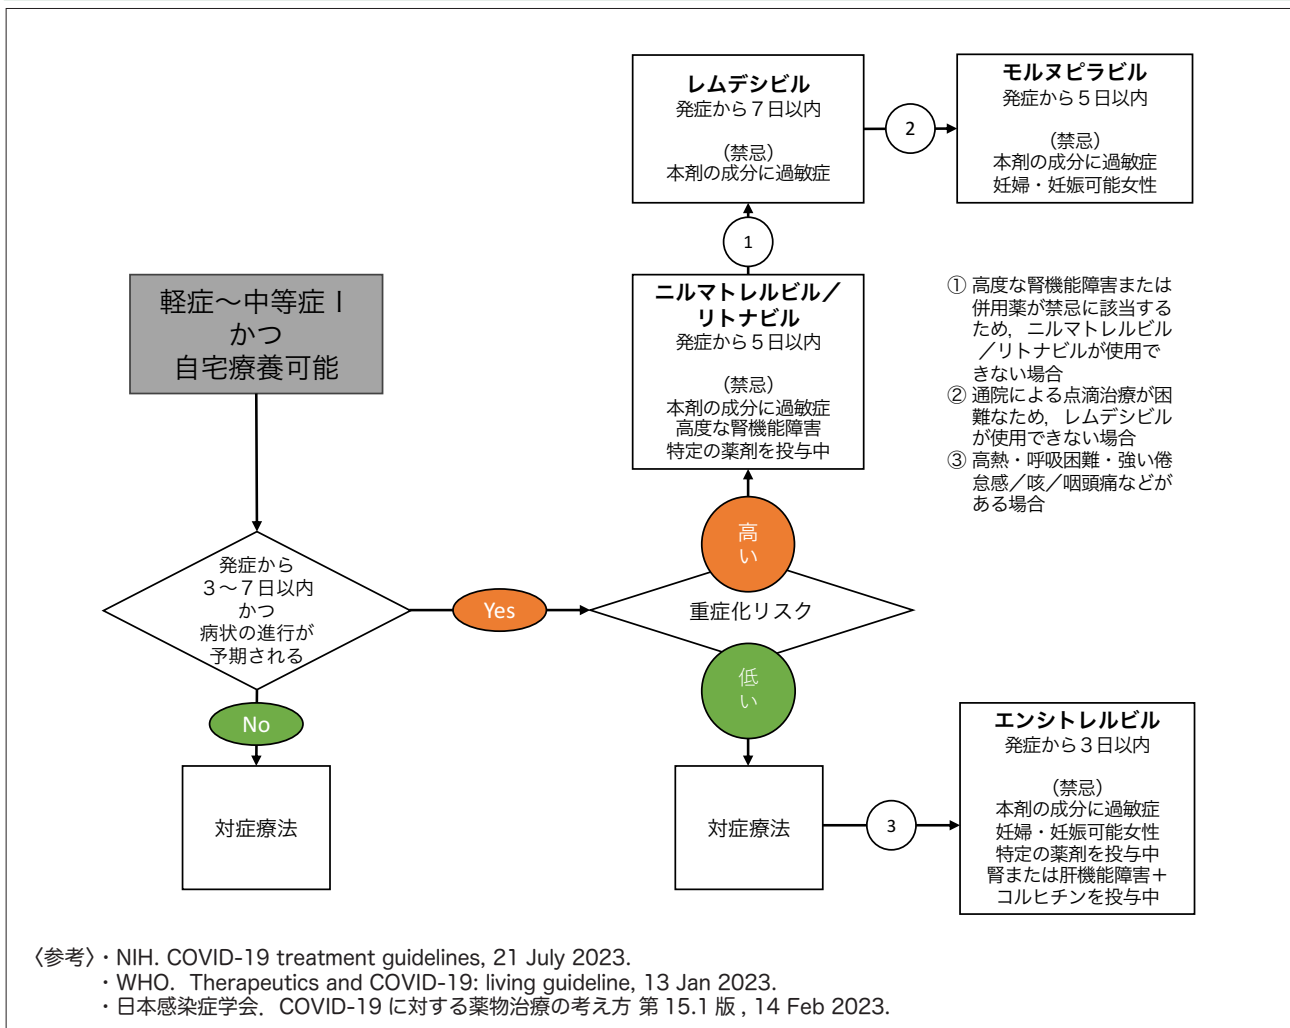 レムデシビル
発症から７日以内
（禁忌）
本剤の成分に過敏症
2
モルヌピラビル
発症から５日以内
（禁忌）
本剤の成分に過敏症
妊婦・妊娠可能女性
1
軽症〜中等症Ⅰ
かつ
自宅療養可能
ニルマトレルビル／
リトナビル
発症から５日以内
（禁忌）
本剤の成分に過敏症
高度な腎機能障害
特定の薬剤を投与中
① 高度な腎機能障害または
併用薬が禁忌に該当する
ため，ニルマトレルビル
／リトナビルが使用で
きない場合
② 通院による点滴治療が困
難なため，レムデシビル
が使用できない場合
③ 高熱・呼吸困難・強い倦
怠感／咳／咽頭痛などが
ある場合
高
い
発症から
３〜７日以内
かつ
病状の進行が
予期される
Yes
重症化リスク
低
い
No
対症療法
対症療法
3
エンシトレルビル
発症から３日以内
（禁忌）
本剤の成分に過敏症
妊婦・妊娠可能女性
特定の薬剤を投与中
腎または肝機能障害＋
コルヒチンを投与中
〈参考〉・NIH. COVID-19 treatment guidelines, 21 July 2023.
・WHO. Therapeutics and COVID-19: living guideline, 13 Jan 2023.
・日本感染症学会．COVID-19 に対する薬物治療の考え方 第 15.1 版 , 14 Feb 2023.